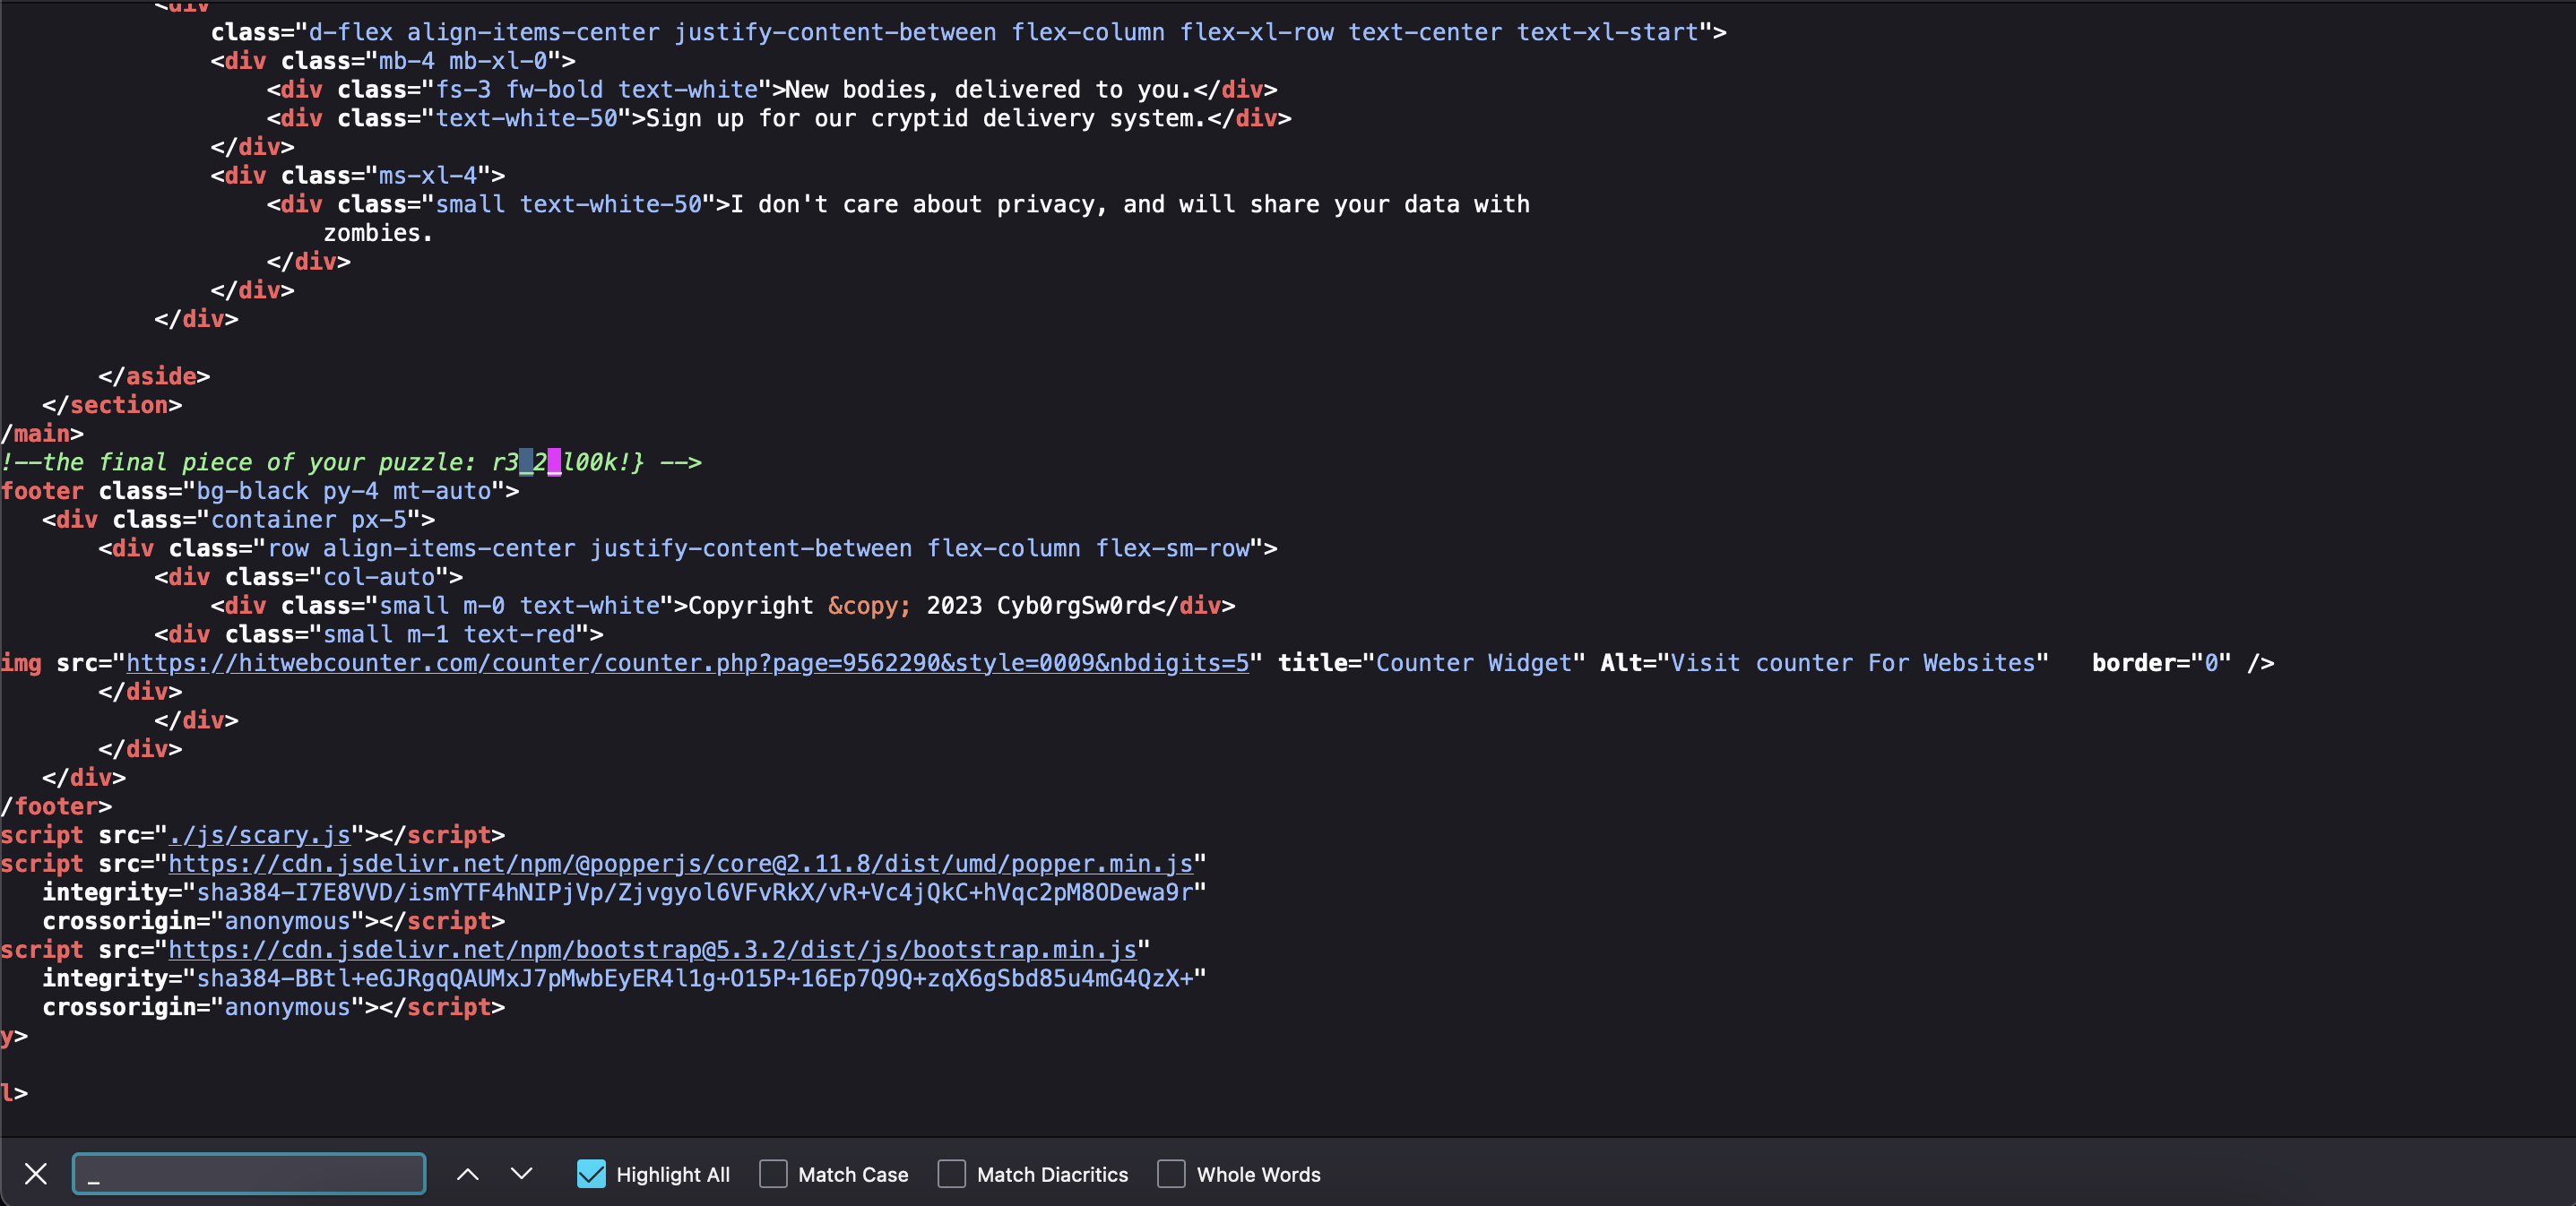 <div
class="d-flex align-items-center justify-content-between flex-column flex-xl-row text-center text-xl-start">
<div class="mb-4 mb-xl-0">
<div class="fs-3 fw-bold text-white">New bodies, delivered to you.</div>
<div class="text-white-50">Sign up for our cryptid delivery system.</div>
</div>
<div class="ms-xl-4">
<div class="small text-white-50">I don't care about privacy, and will share your data with
zombies.
</div>
</div>
</div>
</aside>
</section>
/main>
!--the final piece of your puzzle: r3_2_l00k!} -->
footer class="bg-black py-4 mt-auto">
<div class="container px-5">
<div class="row align-items-center justify-content-between flex-column flex-sm-row">
<div class="col-auto">
<div class="small m-0 text-white">Copyright &copy; 2023 Cyb0rgSw0rd</div>
<div class="small m-1 text-red">
img src="https://hitwebcounter.com/counter/counter.php?page=9562290&style=0009&nbdigits=5" title="Counter Widget" Alt="Visit counter For Websites"   border="0" />
</div>
</div>
</div>
</div>
/footer>
script src="./js/scary.js"></script>
script src="https://cdn.jsdelivr.net/npm/@popperjs/core@2.11.8/dist/umd/popper.min.js"
integrity="sha384-I7E8VVD/ismYTF4hNIPjVp/Zjvgyol6VFvRkX/vR+Vc4jQkC+hVqc2pM8ODewa9r"
crossorigin="anonymous"></script>
script src="https://cdn.jsdelivr.net/npm/bootstrap@5.3.2/dist/js/bootstrap.min.js"
integrity="sha384-BBtl+eGJRgqQAUMxJ7pMwbEyER4l1g+O15P+16Ep7Q9Q+zqX6gSbd85u4mG4QzX+"
crossorigin="anonymous"></script>
y>
l>
_ Highlight All Match Case Match Diacritics Whole Words